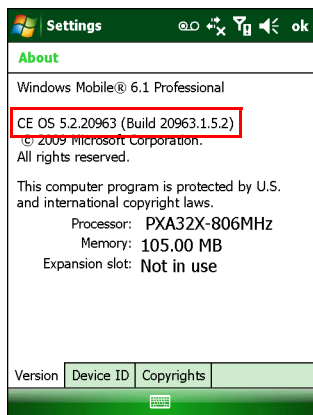 Settings
ok
About
Windows Mobile® 6.1 Professional
CE OS 5.2.20963 (Build 20963.1.5.2)
© 2009 Microsoft Corporation.
All rights reserved.
This computer program is protected by U.S.
and international copyright laws.
Processor: PXA32X-806MHz
Memory: 105.00 MB
Expansion slot: Not in use
Version Device ID Copyrights